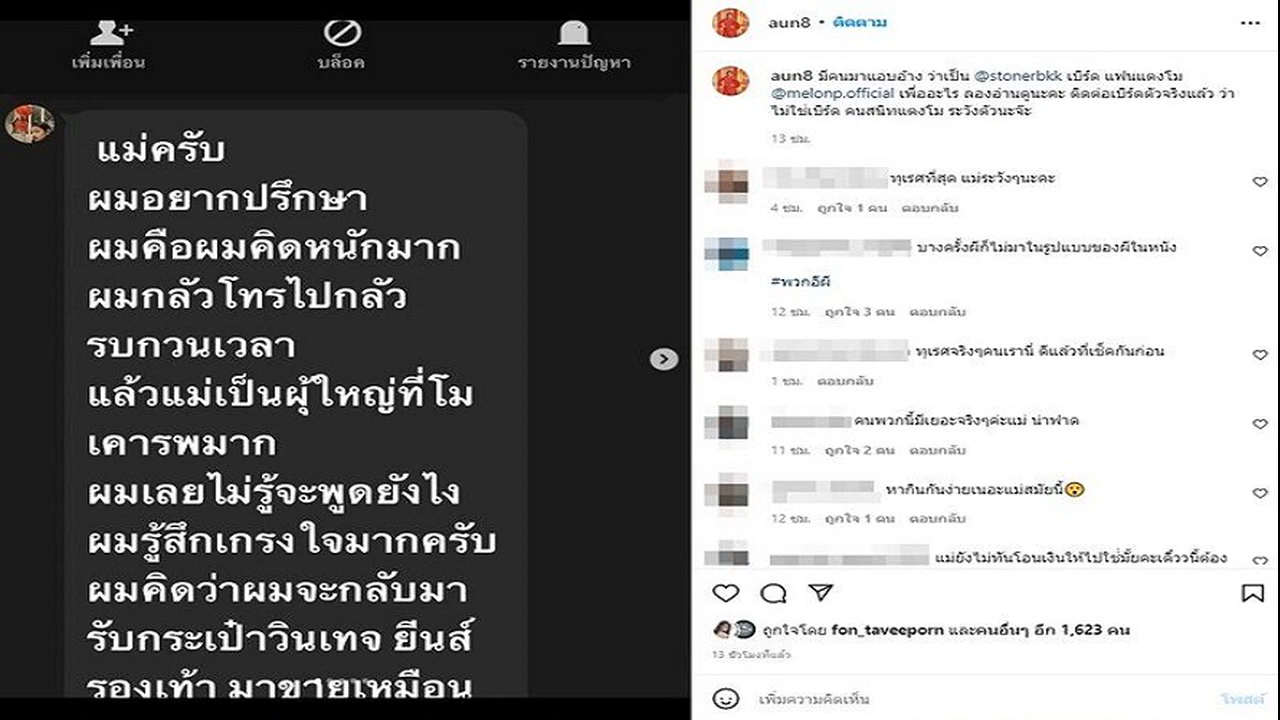 เพิ่มเพื่อน
บล็อค
รายงานปัญหา
แม่ครับ
ผมอยากปรึกษา
ผมคือผมคิดหนักมาก
ผมกลัวโทรไปกลัว
รบกวนเวลา
แล้วแม่เป็นผุ้ใหญ่ที่โม
เคารพมาก
ผมเลยไม่รู้จะพูดยังไง
ผมรู้สึกเกรงใจมากครับ
ผมคิดว่าผมจะกลับมา
รับกระเป๋าวินเทจ ยีนส์
รองเท้า มาขายเหมือน
aun8 • ติดตาม
aun8 มีคนมาแอบอ้าง ว่าเป็น @stonerbkk เบิร์ด แฟนแตงโม
@melonp.official เพื่ออะไร ลองอ่านดูนะคะ ติดต่อเบิร์ดตัวจริงแล้ว ว่า
ไม่ใช่เบิร์ด คนสนิทแตงโม ระวังตัวนะจ๊ะ
13 ชม.
ทุเรศที่สุด แม่ระวังๆนะคะ
4 ชม. ถูกใจ 1 คน ตอบกลับ
บางครั้งผีก็ไม่มาในรูปแบบของผีในหนัง
#พวกอีผี
12 ชม. ถูกใจ 3 คน ตอบกลับ
ทุเรศจริงๆคนเรานี่ ดีแล้วที่เช็คกันก่อน
1 ชม. ตอบกลับ
คนพวกนี้มีเยอะจริงๆค่ะแม่ น่าฟาด
11 ชม. ถูกใจ 2 คน ตอบกลับ
หากินกันง่ายเนอะแม่สมัยนี้😮
12 ชม. ถูกใจ 1 คน ตอบกลับ
แม่ยังไม่ทันโอนเงินให้ไปใช่มั้ยคะเดี๋ยวนี้ต้อง
ถูกใจโดย fon_taveeporn และคนอื่นๆ อีก 1,623 คน
13 ชั่วโมงที่แล้ว
เพิ่มความคิดเห็น
โพสต์